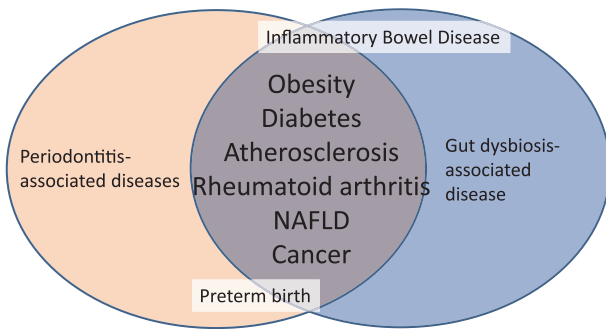 Inflammatory Bowel Disease
Obesity
Diabetes
Atherosclerosis
Rheumatoid arthritis
NAFLD
Cancer
Periodontitis-
associated diseases
Gut dysbiosis-
associated
disease
Preterm birth